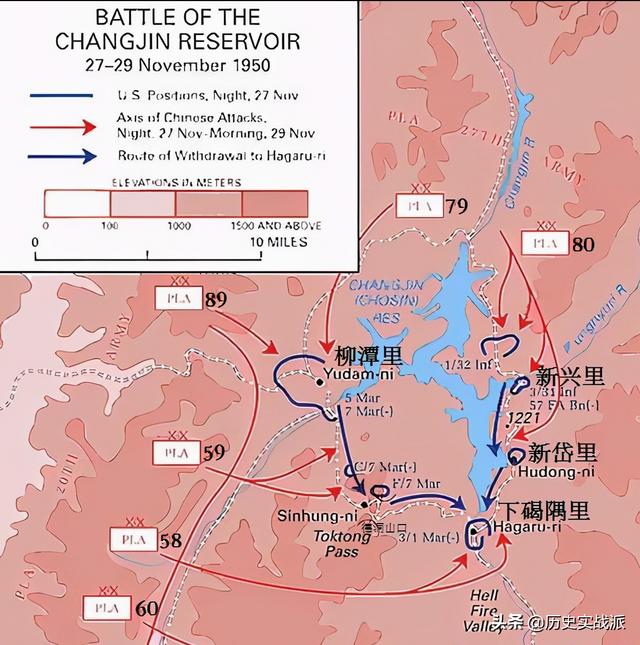 BATTLE OF THE
CHANGJIN RESERVOIR
27–29 November 1950
U.S. Positions, Night, 27 Nov
Axis of Chinese Attacks,
Night, 27 Nov-Morning, 29 Nov
Route of Withdrawal to Hagaru-ri
ELEVATIONS IN METERS
0 100 1000 1500 AND ABOVE
0 10 MILES
PLA 27TH ARMY
Changjin R
XX
PLA 79
XX
PLA 80
CHANGJIN
(CHOSIN)
RES
XX
PLA 89
ARMY
柳潭里
Yudam-ni
1/32 Inf
新兴里
3/31 Inf
57 FA Bn(-)
5 Mar
7 Mar(-)
1221
XX
PLA 59
新岱里
Hudong-ni
C/7 Mar(-)
F/7 Mar
20TH
Sinhung-ni
下碣隅里
Hagaru-ri
Toktong
Pass
山口
3/1 Mar(-)
XX
PLA 58
PLA
XX
PLA 60
Hell
Fire
Valley
头条 @历史实战派